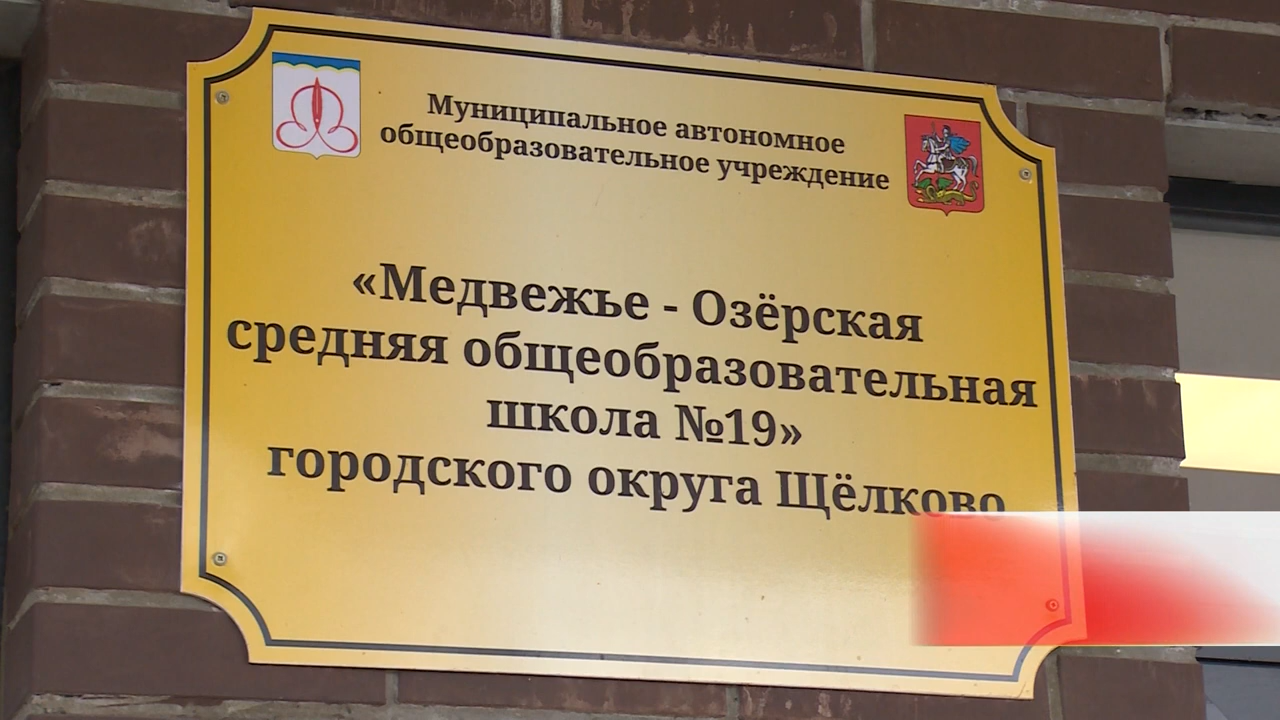 Муниципальное автономное
общеобразовательное учреждение
«Медвежье - Озёрская
средняя общеобразовательная
школа №19»
городского округа Щёлково